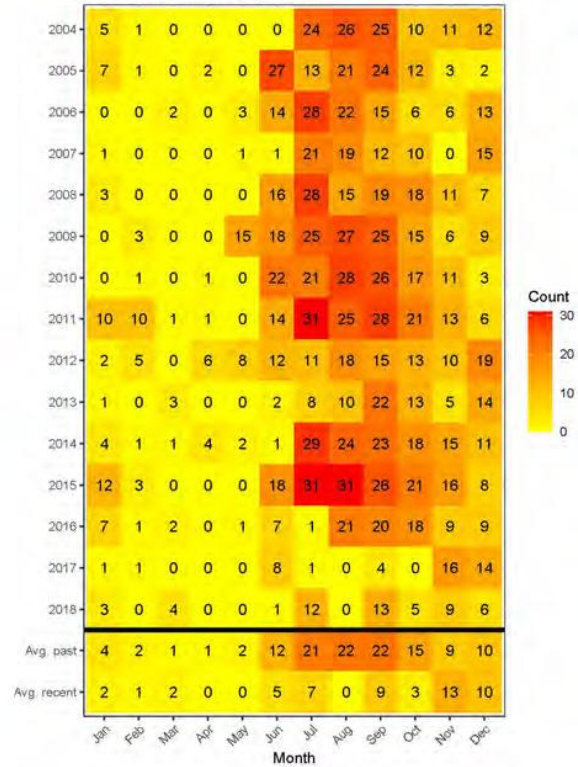 2004 5 1 0 0 0 0 24 26 25 10 11 12
2005 7 1 0 2 0 27 13 21 24 12 3 2
2006 0 0 2 0 3 14 28 22 15 6 6 13
2007 1 0 0 0 1 1 21 19 12 10 0 15
2008 3 0 0 0 0 16 28 15 19 18 11 7
2009 0 3 0 0 15 18 25 27 25 15 6 9
2010 0 1 0 1 0 22 21 28 26 17 11 3
2011 10 10 1 1 0 14 31 25 28 21 13 6
2012 2 5 0 6 8 12 11 18 15 13 10 19
2013 1 0 3 0 0 2 8 10 22 13 5 14
2014 4 1 1 4 2 1 29 24 23 18 15 11
2015 12 3 0 0 0 18 31 31 26 21 16 8
2016 7 1 2 0 1 7 1 21 20 18 9 9
2017 1 1 0 0 0 8 1 0 4 0 16 14
2018 3 0 4 0 0 1 12 0 13 5 9 6
Avg. past 4 2 1 1 2 12 21 22 22 15 9 10
Avg. recent 2 1 2 0 0 5 7 0 9 3 13 10
Jan Feb Mar Apr May Jun Jul Aug Sep Oct Nov Dec
Month
Count
30
20
10
0